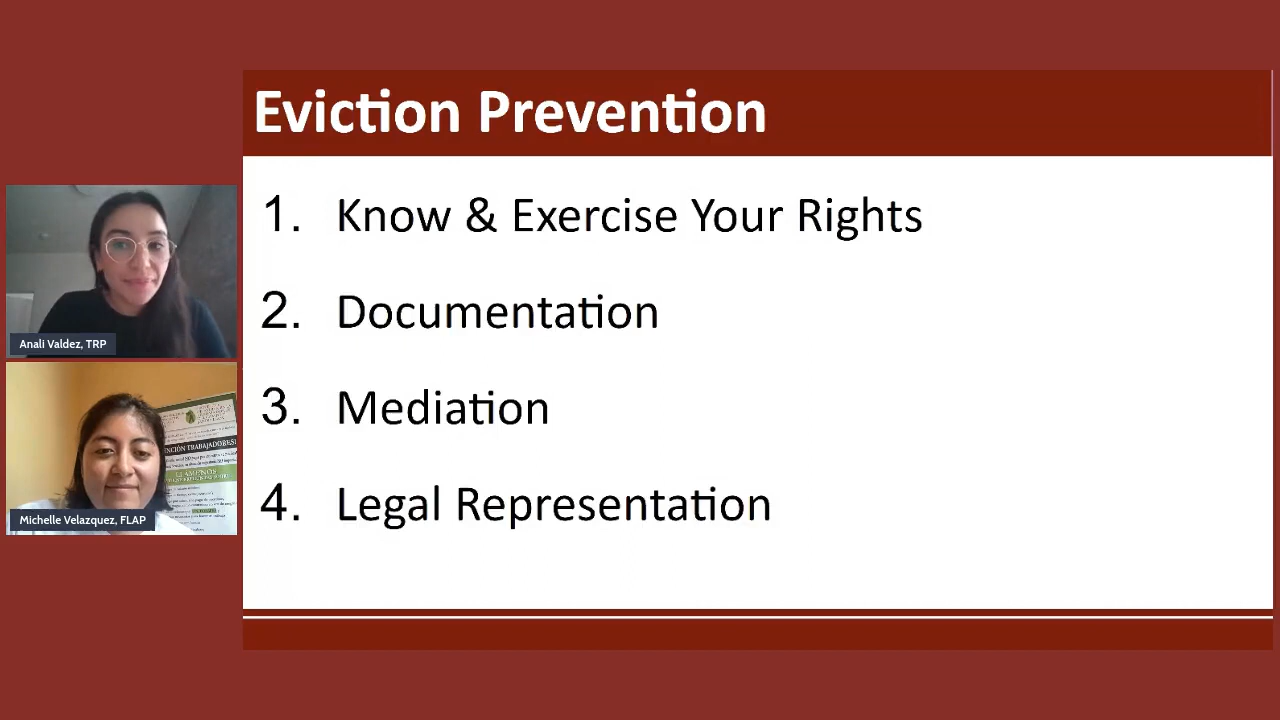 Eviction Prevention
1. Know & Exercise Your Rights
2. Documentation
3. Mediation
4. Legal Representation
Anali Valdez, TRP
Michelle Velazquez, FLAP